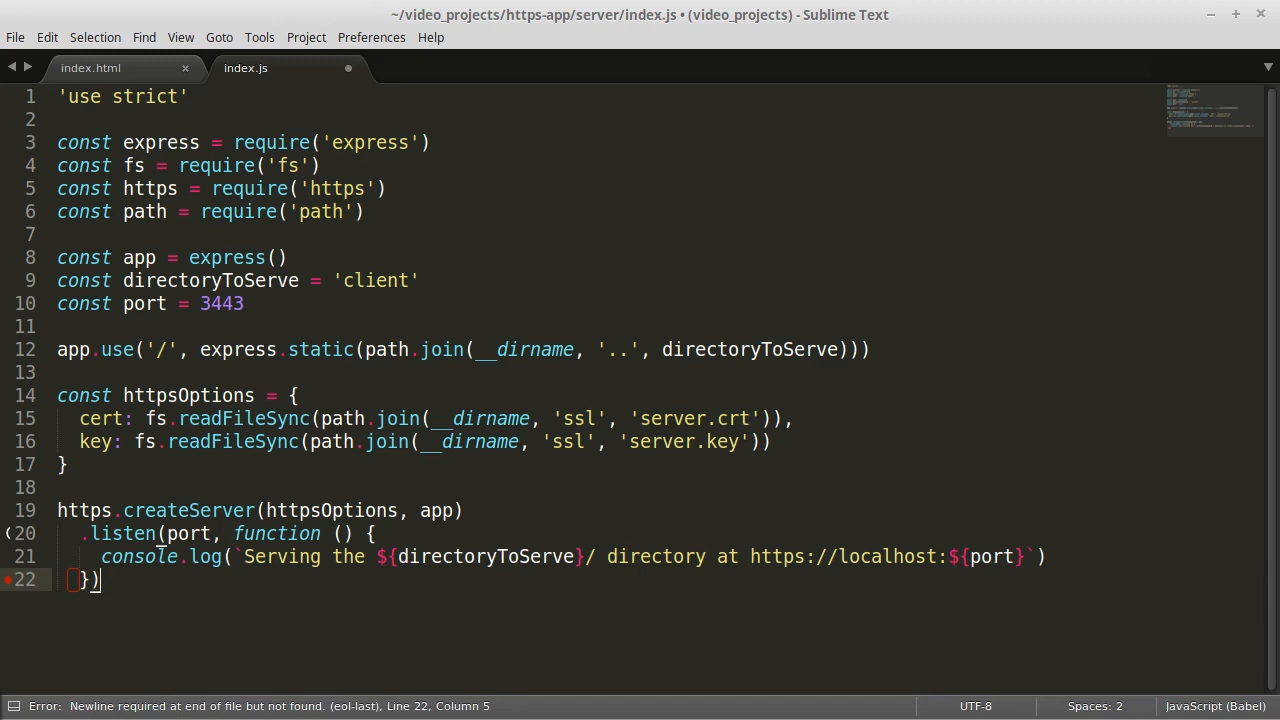 ~/video_projects/https-app/server/index.js • (video_projects) - Sublime Text
File Edit Selection Find View Goto Tools Project Preferences Help
index.html index.js
1 'use strict'
2
3 const express = require('express')
4 const fs = require('fs')
5 const https = require('https')
6 const path = require('path')
7
8 const app = express()
9 const directoryToServe = 'client'
10 const port = 3443
11
12 app.use('/', express.static(path.join(__dirname, '..', directoryToServe)))
13
14 const httpsOptions = {
15   cert: fs.readFileSync(path.join(__dirname, 'ssl', 'server.crt')),
16   key: fs.readFileSync(path.join(__dirname, 'ssl', 'server.key'))
17 }
18
19 https.createServer(httpsOptions, app)
20   .listen(port, function () {
21     console.log(`Serving the ${directoryToServe}/ directory at https://localhost:${port}`)
22   })
Error: Newline required at end of file but not found. (eol-last), Line 22, Column 5 UTF-8 Spaces: 2 JavaScript (Babel)